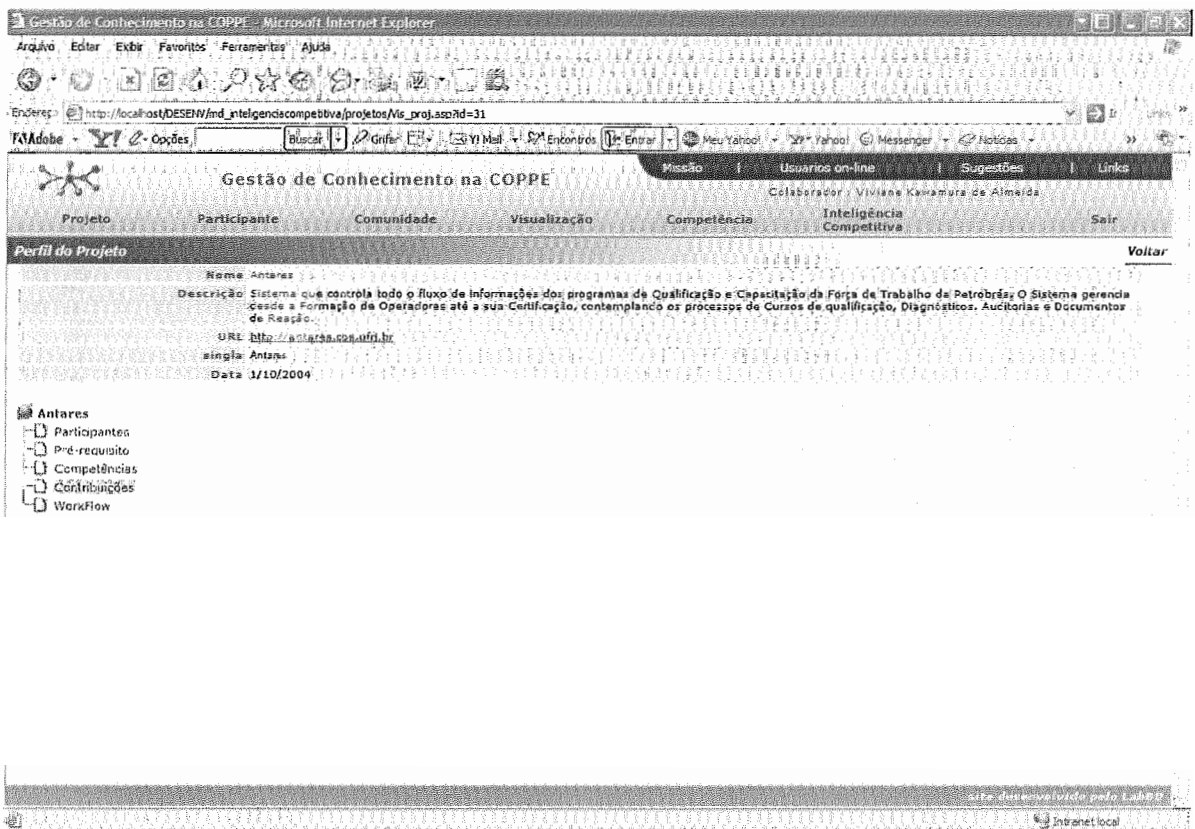 Gestão de Conhecimento na COPPE - Microsoft Internet Explorer
Arquivo Editar Exibir Favoritos Ferramentas Ajuda
Endereço http://localhost/DESENV/md_inteligenciacompetitiva/projetos/vis_proj.asp?id=31 Ir Links
Adobe Y! Opções Buscar Grifar Y! Mail Encontros Entrar Meu Yahoo! Yahoo! Messenger Notícias
Missão | Usuarios on-line | Sugestões | Links
Gestão de Conhecimento na COPPE
Colaborador : Viviane Kawamura de Almeida
Projeto Participante Comunidade Visualização Competência Inteligência Competitiva Sair
Perfil do Projeto Voltar
Nome Antares
Descrição Sistema que controla todo o fluxo de informações dos programas de Qualificação e Capacitação da Força de Trabalho da Petrobrás; O Sistema gerencia
desde a Formação de Operadores até a sua Certificação, contemplando os processos de Cursos de qualificação, Diagnósticos, Auditorias e Documentos
de Reação.
URL http://antares.cos.ufrj.br
singla Antares
Data 1/10/2004
Antares
Participantes
Pré-requisito
Competências
Contribuições
WorkFlow
site desenvolvido pelo LabBD
Intranet local